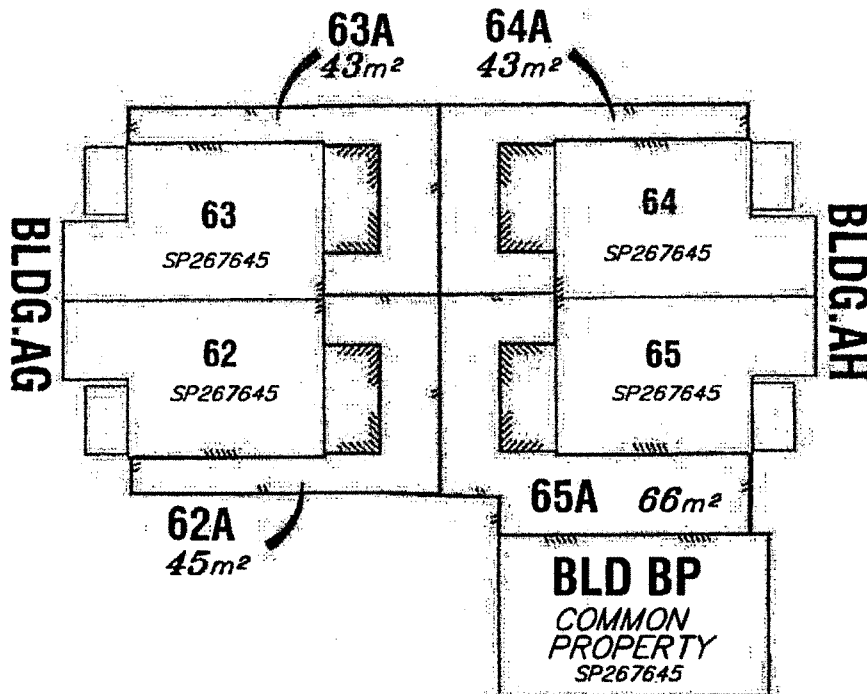 63A
43m²
64A
43m²
63
SP267645
64
SP267645
BLDG.AG
BLDG.AH
62
SP267645
65
SP267645
62A
45m²
65A 66m²
BLD BP
COMMON
PROPERTY
SP267645